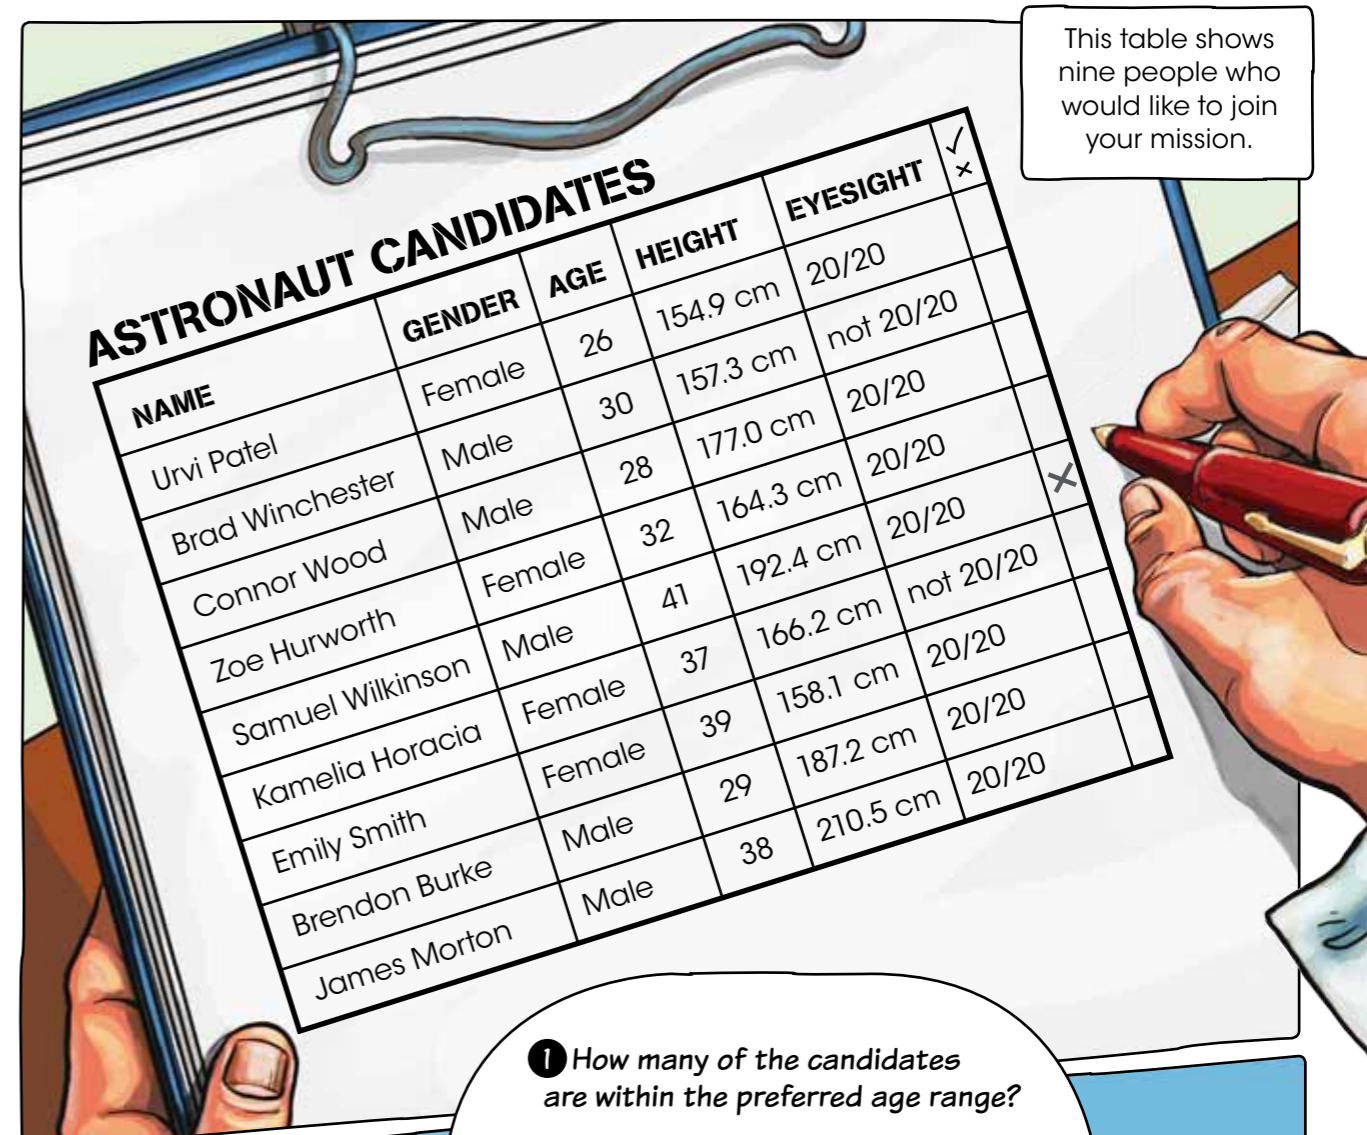 This table shows
nine people who
would like to join
your mission.
ASTRONAUT CANDIDATES
NAME GENDER AGE HEIGHT EYESIGHT ✓ ×
Urvi Patel Female 26 154.9 cm 20/20
Brad Winchester Male 30 157.3 cm not 20/20
Connor Wood Male 28 177.0 cm 20/20
Zoe Hurworth Female 32 164.3 cm 20/20
Samuel Wilkinson Male 41 192.4 cm 20/20 ×
Kamelia Horacia Female 37 166.2 cm not 20/20
Emily Smith Female 39 158.1 cm 20/20
Brendon Burke Male 29 187.2 cm 20/20
James Morton Male 38 210.5 cm 20/20
1 How many of the candidates
are within the preferred age range?